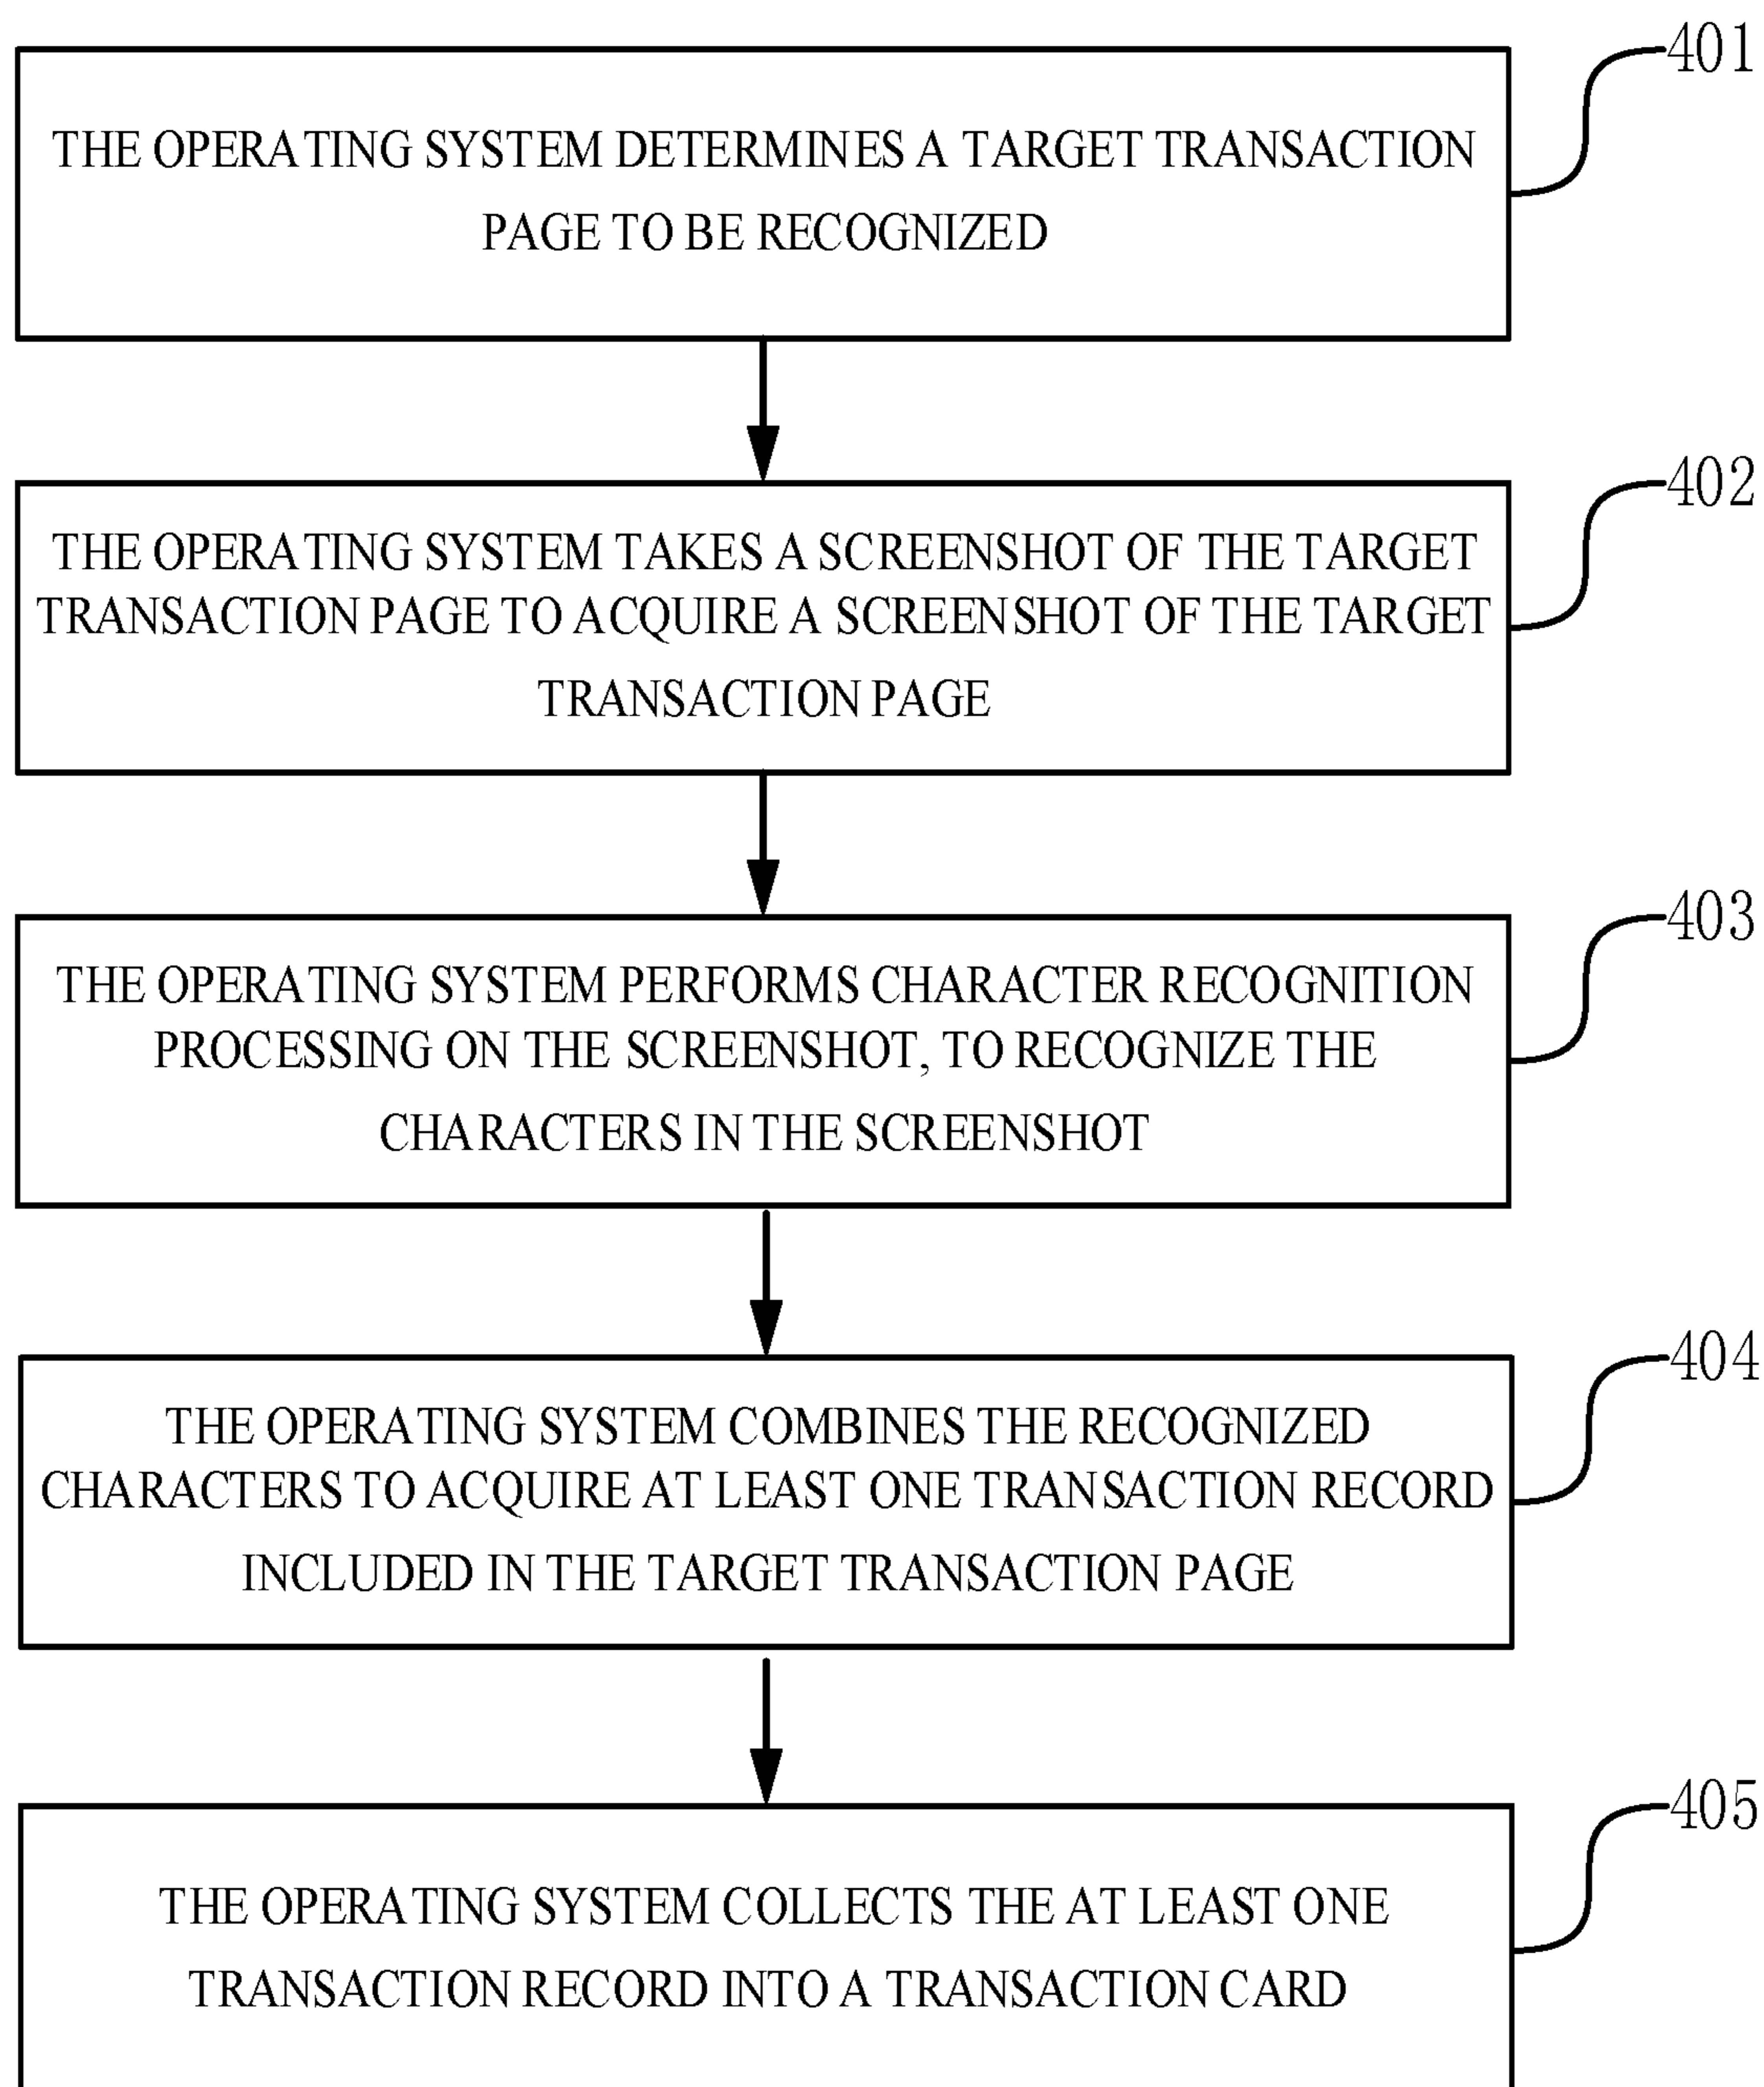 401
THE OPERATING SYSTEM DETERMINES A TARGET TRANSACTION
PAGE TO BE RECOGNIZED
402
THE OPERATING SYSTEM TAKES A SCREENSHOT OF THE TARGET
TRANSACTION PAGE TO ACQUIRE A SCREENSHOT OF THE TARGET
TRANSACTION PAGE
403
THE OPERATING SYSTEM PERFORMS CHARACTER RECOGNITION
PROCESSING ON THE SCREENSHOT, TO RECOGNIZE THE
CHARACTERS IN THE SCREENSHOT
404
THE OPERATING SYSTEM COMBINES THE RECOGNIZED
CHARACTERS TO ACQUIRE AT LEAST ONE TRANSACTION RECORD
INCLUDED IN THE TARGET TRANSACTION PAGE
405
THE OPERATING SYSTEM COLLECTS THE AT LEAST ONE
TRANSACTION RECORD INTO A TRANSACTION CARD